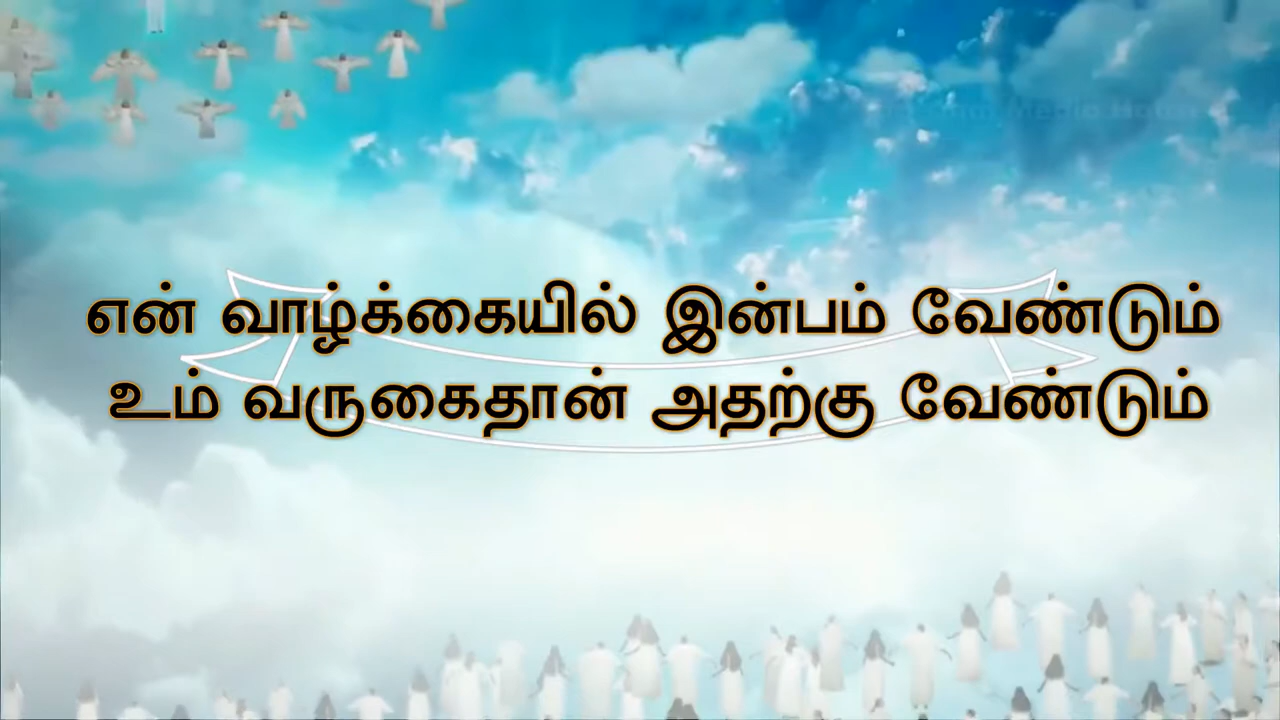 என் வாழ்க்கையில் இன்பம் வேண்டும்
உம் வருகைதான் அதற்கு வேண்டும்